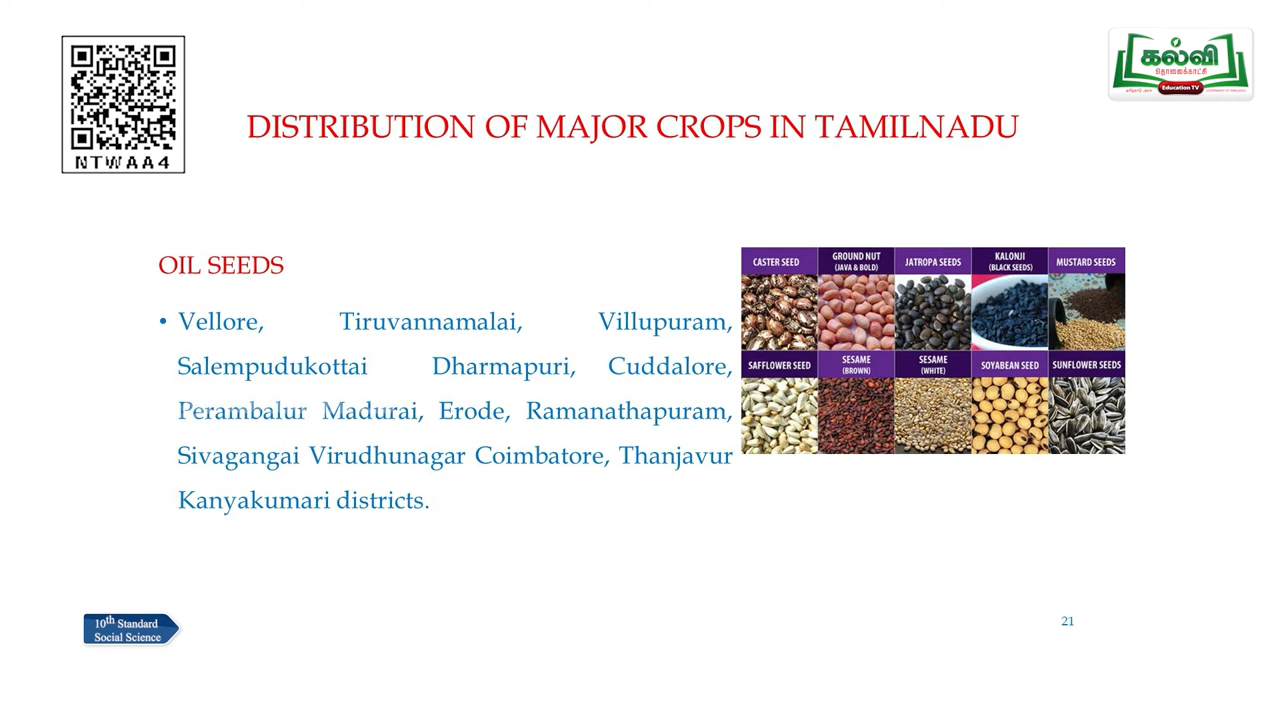 NTWAA4
கல்வி
தொலைக்காட்சி
Education TV
DISTRIBUTION OF MAJOR CROPS IN TAMILNADU
OIL SEEDS
• Vellore, Tiruvannamalai, Villupuram,
Salempudukottai Dharmapuri, Cuddalore,
Perambalur Madurai, Erode, Ramanathapuram,
Sivagangai Virudhunagar Coimbatore, Thanjavur
Kanyakumari districts.
CASTER SEED
GROUND NUT
(JAVA & BOLD)
JATROPA SEEDS
KALONJI
(BLACK SEEDS)
MUSTARD SEEDS
SAFFLOWER SEED
SESAME
(BROWN)
SESAME
(WHITE)
SOYABEAN SEED
SUNFLOWER SEEDS
10th Standard
Social Science
21